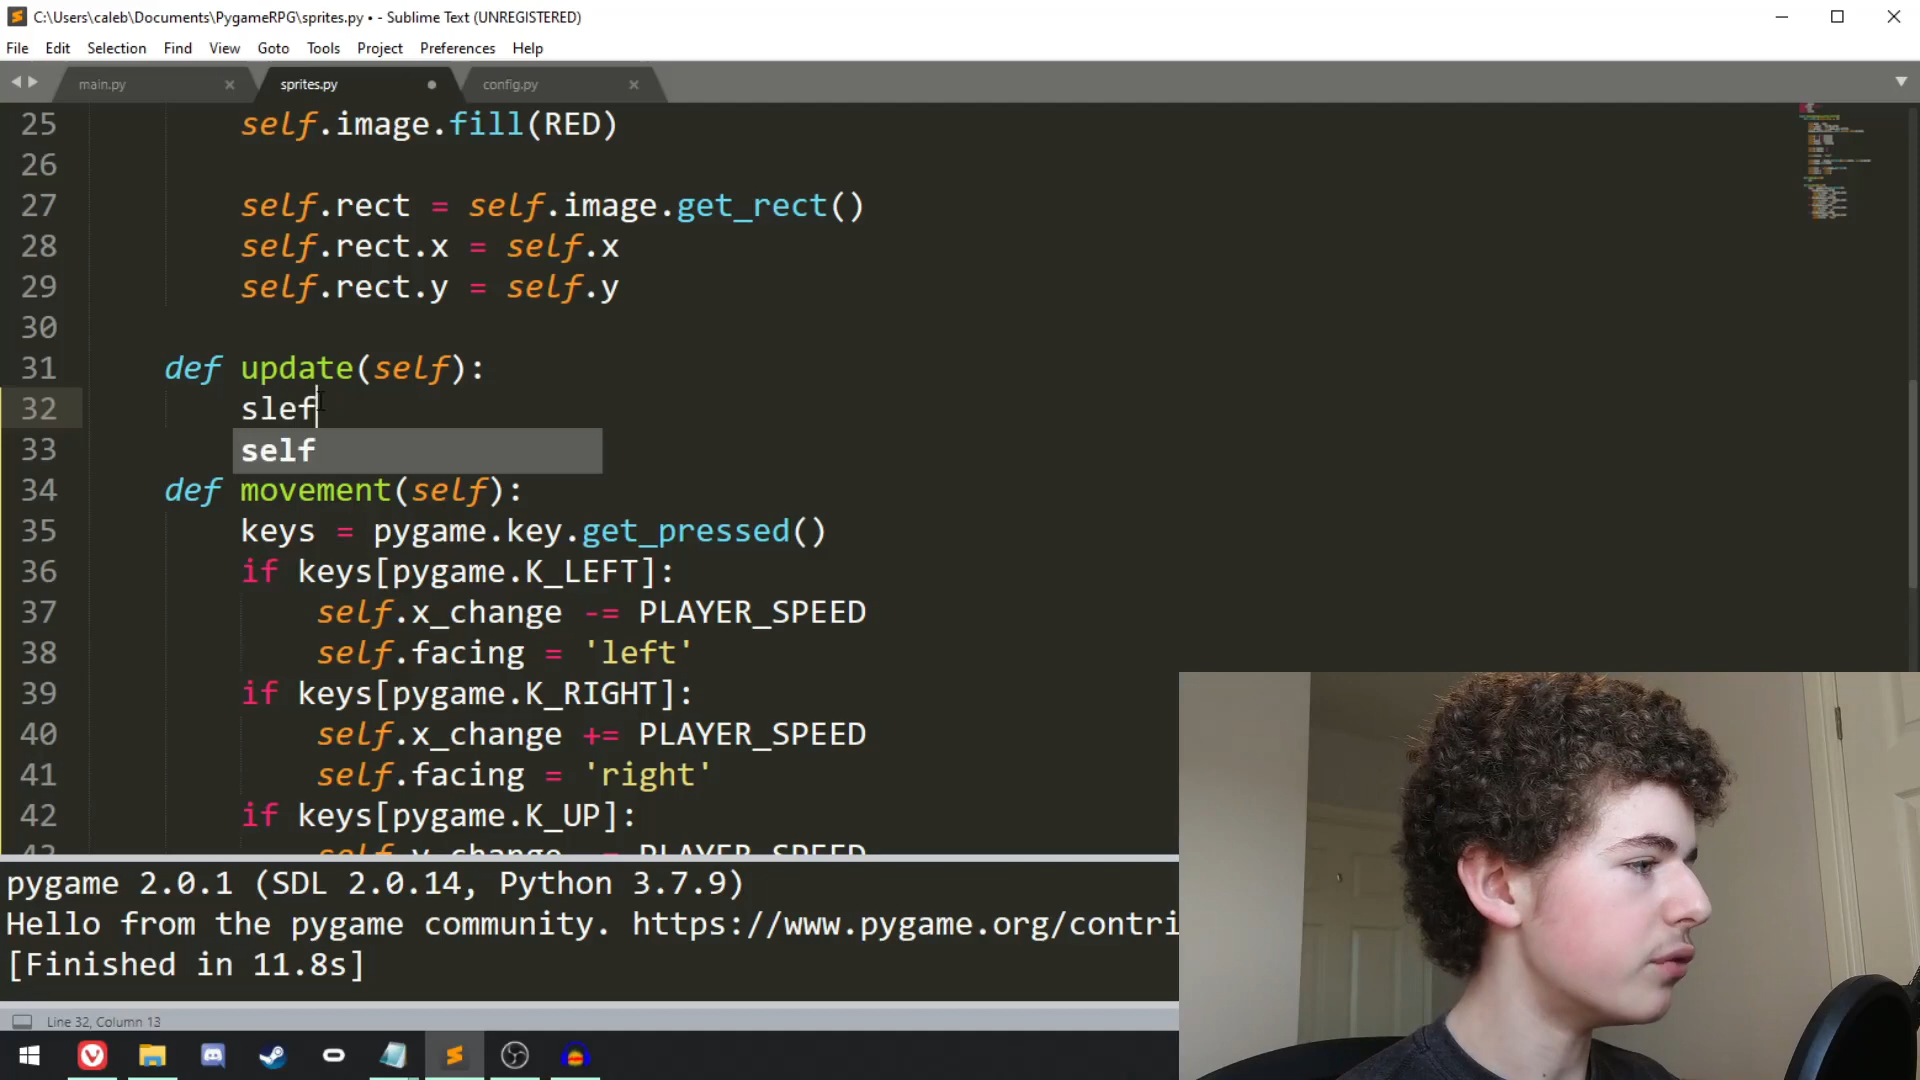 C:\Users\caleb\Documents\PygameRPG\sprites.py • - Sublime Text (UNREGISTERED)
File Edit Selection Find View Goto Tools Project Preferences Help
main.py sprites.py config.py
25 self.image.fill(RED)
26
27 self.rect = self.image.get_rect()
28 self.rect.x = self.x
29 self.rect.y = self.y
30
31 def update(self):
32 slef
33 self
34 def movement(self):
35 keys = pygame.key.get_pressed()
36 if keys[pygame.K_LEFT]:
37 self.x_change -= PLAYER_SPEED
38 self.facing = 'left'
39 if keys[pygame.K_RIGHT]:
40 self.x_change += PLAYER_SPEED
41 self.facing = 'right'
42 if keys[pygame.K_UP]:
43 self.y_change -= PLAYER_SPEED
pygame 2.0.1 (SDL 2.0.14, Python 3.7.9)
Hello from the pygame community. https://www.pygame.org/contri
[Finished in 11.8s]
Line 32, Column 13